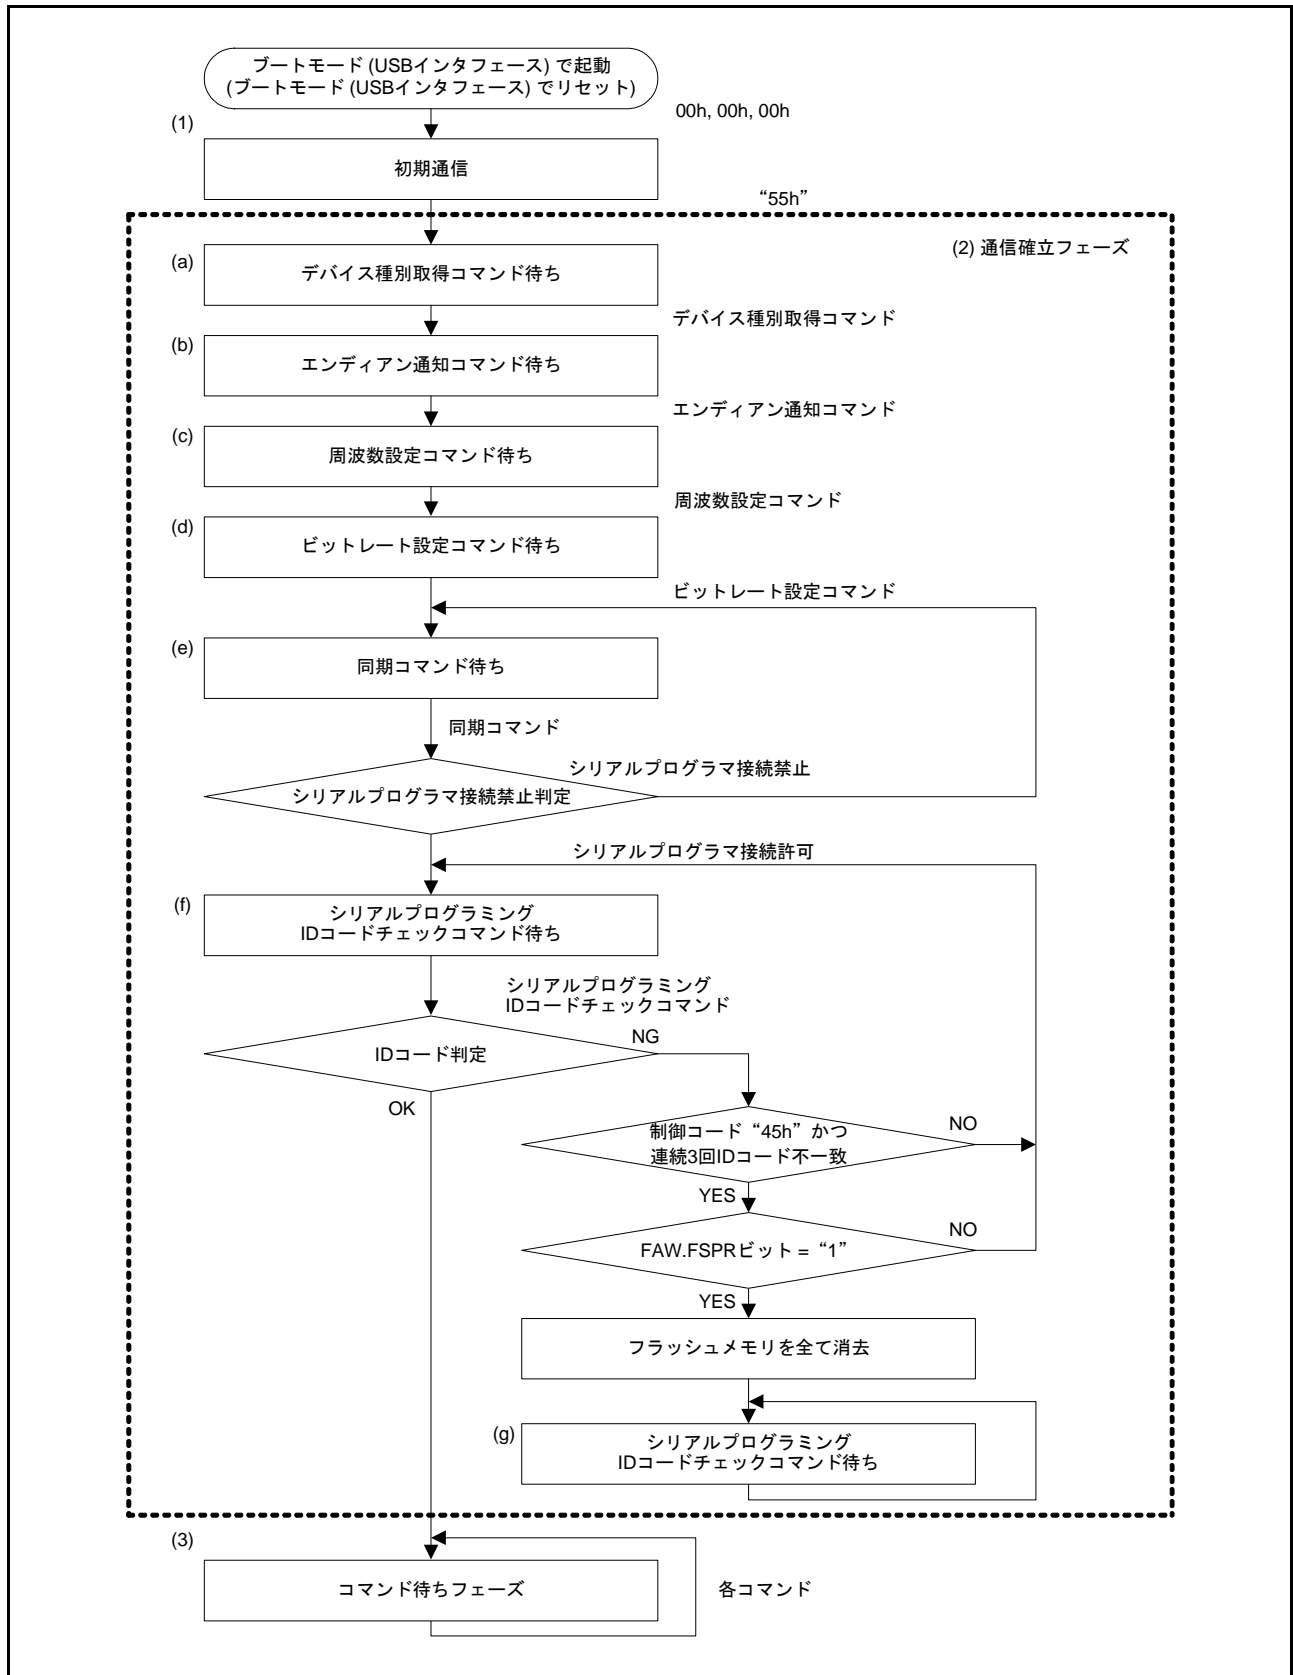 ブートモード (USBインタフェース) で起動
(ブートモード (USBインタフェース) でリセット)
00h, 00h, 00h
(1)
初期通信
“55h”
(2) 通信確立フェーズ
(a)
デバイス種別取得コマンド待ち
デバイス種別取得コマンド
(b)
エンディアン通知コマンド待ち
エンディアン通知コマンド
(c)
周波数設定コマンド待ち
周波数設定コマンド
(d)
ビットレート設定コマンド待ち
ビットレート設定コマンド
(e)
同期コマンド待ち
同期コマンド
シリアルプログラマ接続禁止
シリアルプログラマ接続禁止判定
シリアルプログラマ接続許可
(f)
シリアルプログラミング
IDコードチェックコマンド待ち
シリアルプログラミング
IDコードチェックコマンド
NG
IDコード判定
OK
制御コード“45h”かつ
連続3回IDコード不一致
NO
YES
FAW.FSPRビット = “1”
NO
YES
フラッシュメモリを全て消去
(g)
シリアルプログラミング
IDコードチェックコマンド待ち
(3)
コマンド待ちフェーズ
各コマンド